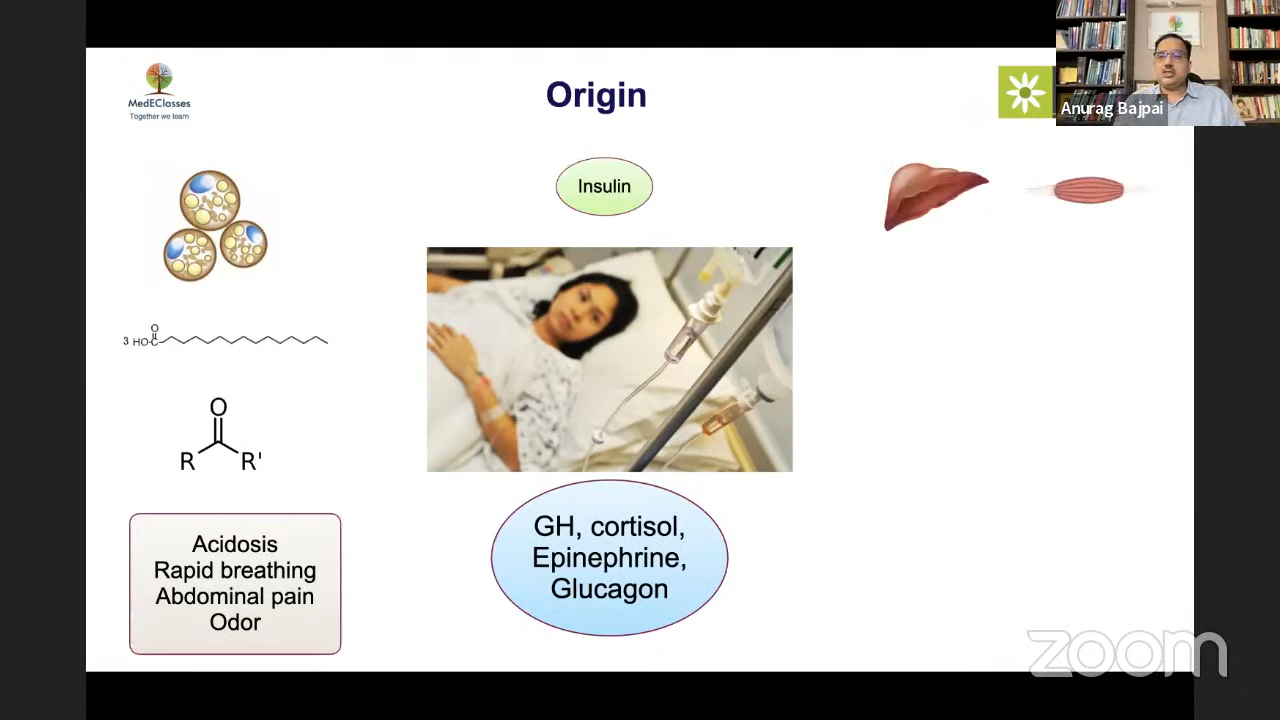 MedEClasses
Together we learn
Origin
Anurag Bajpai
Insulin
3 HO-C
O
O
R R'
GH, cortisol,
Epinephrine,
Glucagon
Acidosis
Rapid breathing
Abdominal pain
Odor
zoom